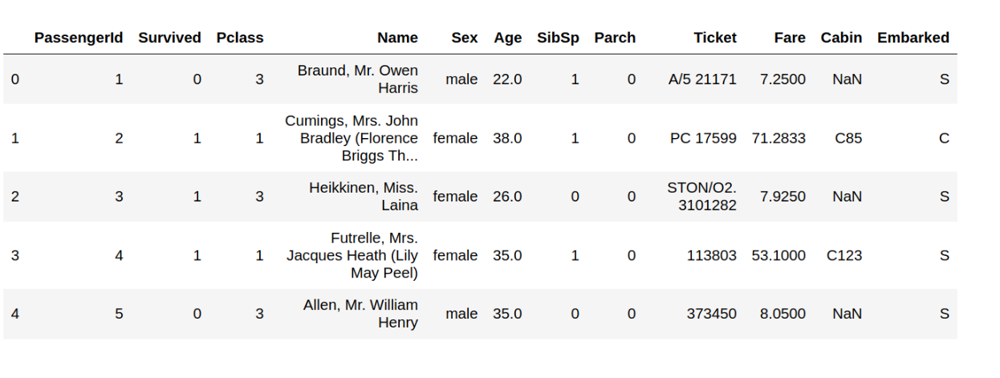 PassengerId Survived Pclass Name Sex Age SibSp Parch Ticket Fare Cabin Embarked
0 1 0 3 Braund, Mr. Owen Harris male 22.0 1 0 A/5 21171 7.2500 NaN S
1 2 1 1 Cumings, Mrs. John Bradley (Florence Briggs Th... female 38.0 1 0 PC 17599 71.2833 C85 C
2 3 1 3 Heikkinen, Miss. Laina female 26.0 0 0 STON/O2. 3101282 7.9250 NaN S
3 4 1 1 Futrelle, Mrs. Jacques Heath (Lily May Peel) female 35.0 1 0 113803 53.1000 C123 S
4 5 0 3 Allen, Mr. William Henry male 35.0 0 0 373450 8.0500 NaN S